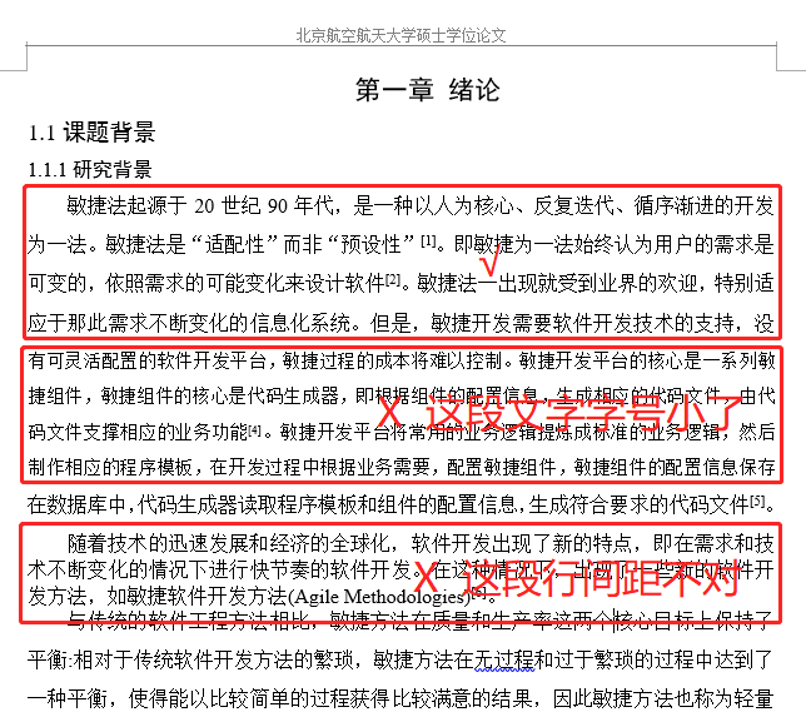 北京航空航天大学硕士学位论文
第一章 绪论
1.1 课题背景
1.1.1 研究背景
敏捷法起源于 20 世纪 90 年代，是一种以人为核心、反复迭代、循序渐进的开发
为一法。敏捷法是“适配性”而非“预设性”[1]。即敏捷为一法始终认为用户的需求是
可变的，依照需求的可能变化来设计软件[2]。敏捷法一出现就受到业界的欢迎，特别适
应于那此需求不断变化的信息化系统。但是，敏捷开发需要软件开发技术的支持，没
√
有可灵活配置的软件开发平台，敏捷过程的成本将难以控制。敏捷开发平台的核心是一系列敏
捷组件，敏捷组件的核心是代码生成器，即根据组件的配置信息，生成相应的代码文件，由代
码文件支撑相应的业务功能[4]。敏捷开发平台将常用的业务逻辑提炼成标准的业务逻辑，然后
制作相应的程序模板，在开发过程中根据业务需要，配置敏捷组件，敏捷组件的配置信息保存
X 这段文字字号小了
在数据库中，代码生成器读取程序模板和组件的配置信息，生成符合要求的代码文件[5]。
随着技术的迅速发展和经济的全球化，软件开发出现了新的特点，即在需求和技
术不断变化的情况下进行快节奏的软件开发。在这种情况下，出现了一些新的软件开
发方法，如敏捷软件开发方法(Agile Methodologies)[6]。
X 这段行间距不对
与传统的软件工程方法相比，敏捷方法在质量和生产率这两个核心目标上保持了
平衡:相对于传统软件开发方法的繁琐，敏捷方法在无过程和过于繁琐的过程中达到了
一种平衡，使得能以比较简单的过程获得比较满意的结果，因此敏捷方法也称为轻量